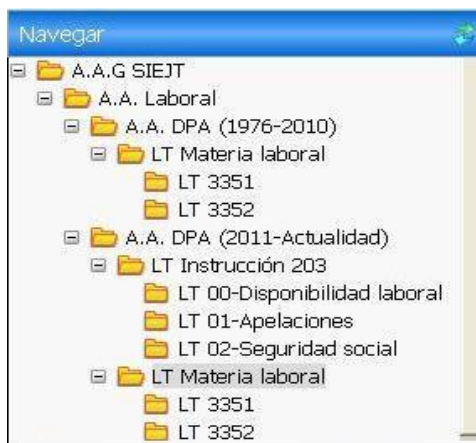 Navegar
A.A.G SIEJT
A.A. Laboral
A.A. DPA (1976-2010)
LT Materia laboral
LT 3351
LT 3352
A.A. DPA (2011-Actualidad)
LT Instrucción 203
LT 00-Disponibilidad laboral
LT 01-Apelaciones
LT 02-Seguridad social
LT Materia laboral
LT 3351
LT 3352